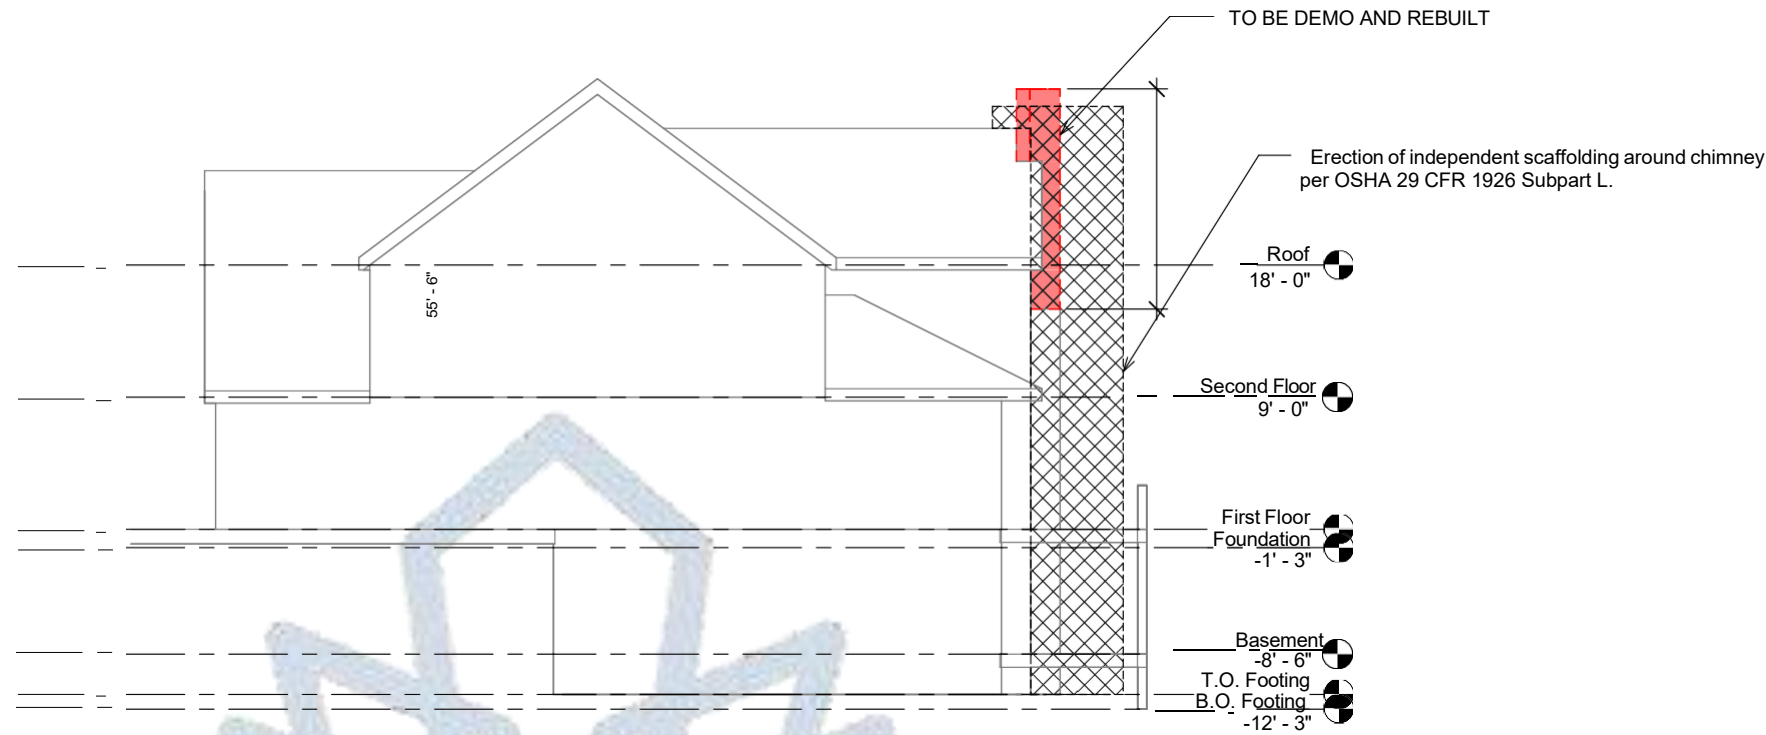 TO BE DEMO AND REBUILT
Erection of independent scaffolding around chimney
per OSHA 29 CFR 1926 Subpart L.
Roof
18' - 0"
55' - 6"
Second Floor
9' - 0"
First Floor
Foundation
-1' - 3"
Basement
-8' - 6"
T.O. Footing
B.O. Footing
-12' - 3"